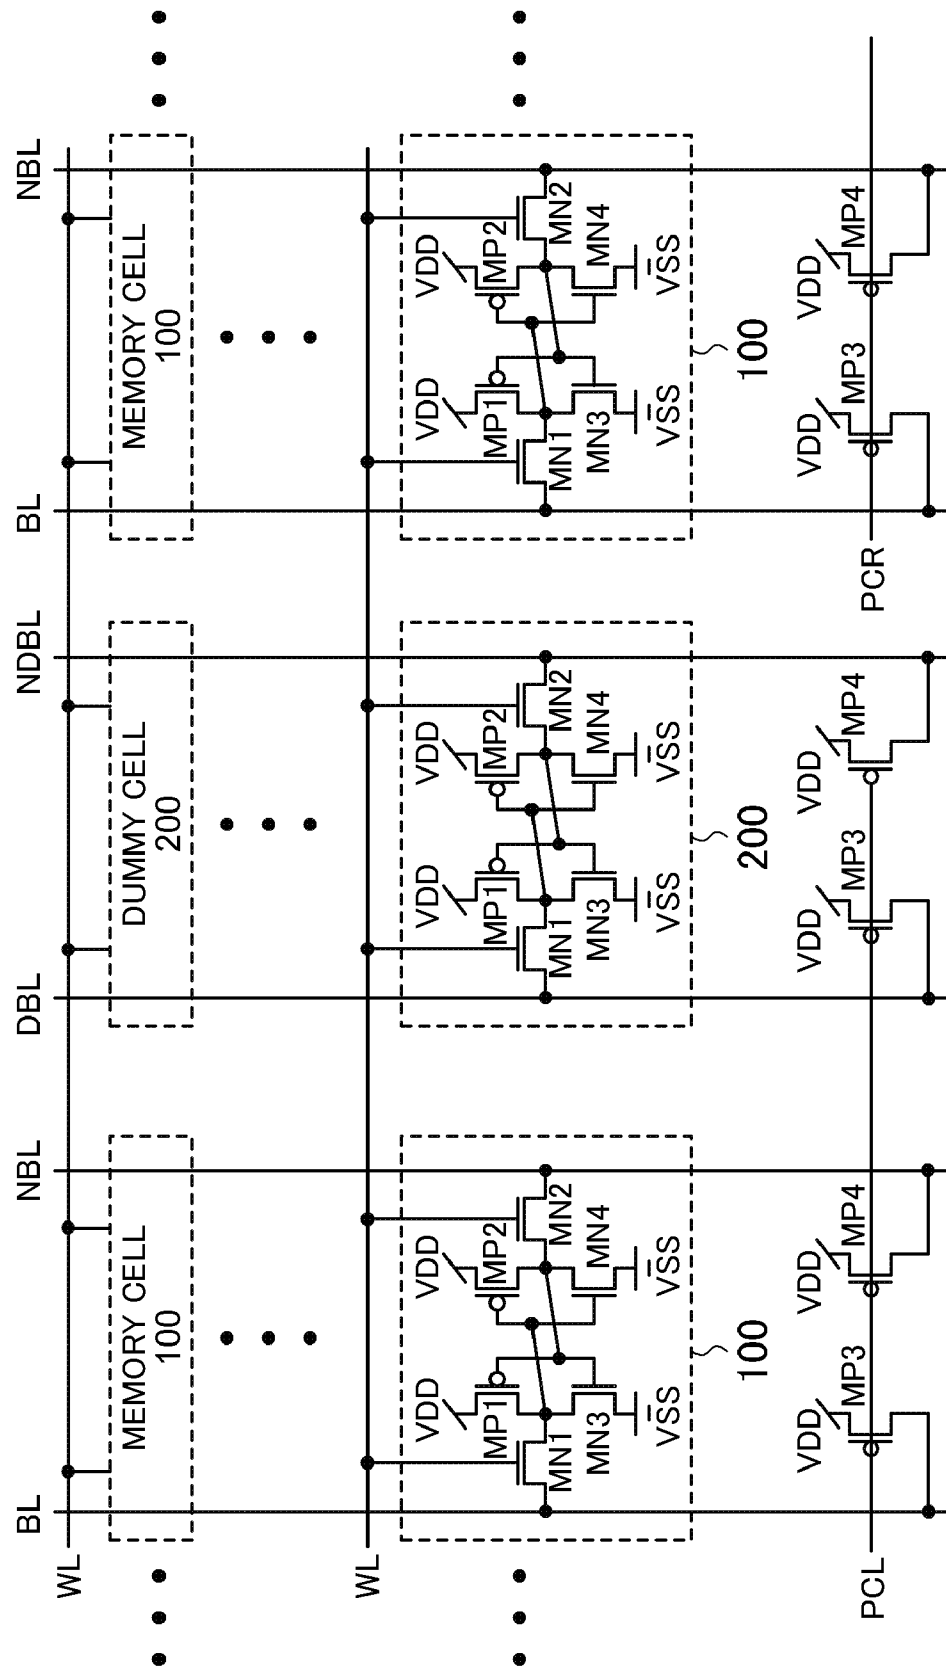 BL
NBL
DBL
NDBL
BL
NBL
WL
MEMORY CELL
100
DUMMY CELL
200
MEMORY CELL
100
WL
VDD
VDD
MP1
MP2
MN1
MN2
MN3
MN4
VSS
VSS
100
VDD
VDD
MP1
MP2
MN1
MN2
MN3
MN4
VSS
VSS
200
VDD
VDD
MP1
MP2
MN1
MN2
MN3
MN4
VSS
VSS
100
PCL
VDD
MP3
VDD
MP4
VDD
MP3
VDD
MP4
PCR
VDD
MP3
VDD
MP4